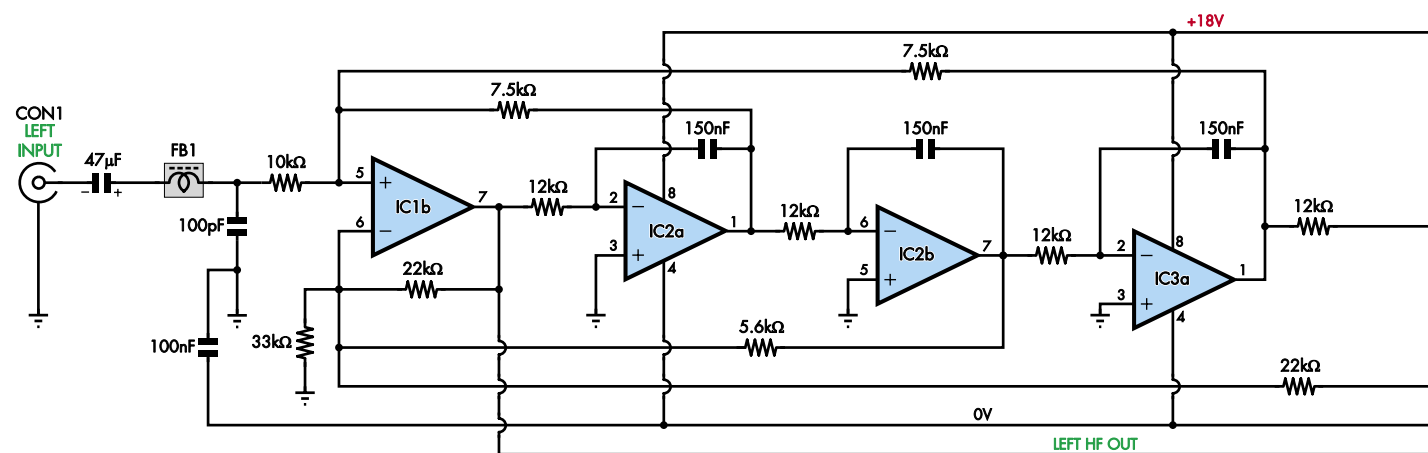 +18V
7.5kΩ
7.5kΩ
CON1
LEFT
INPUT
47µF
– +
FB1
10kΩ
150nF
150nF
150nF
5
+
IC1b
7
6
–
12kΩ
2
–
8
IC2a
1
3
+
4
12kΩ
6
–
IC2b
7
5
+
12kΩ
2
–
8
IC3a
1
3
+
4
12kΩ
100pF
22kΩ
33kΩ
100nF
5.6kΩ
22kΩ
0V
LEFT HF OUT